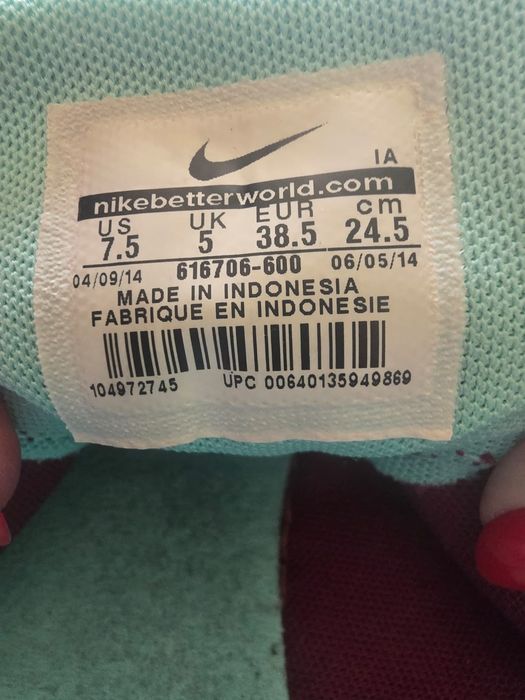 IA
nikebetterworld.com
US UK EUR cm
7.5 5 38.5 24.5
04/09/14 616706-600 06/05/14
MADE IN INDONESIA
FABRIQUE EN INDONESIE
104972745 UPC 00640135949869